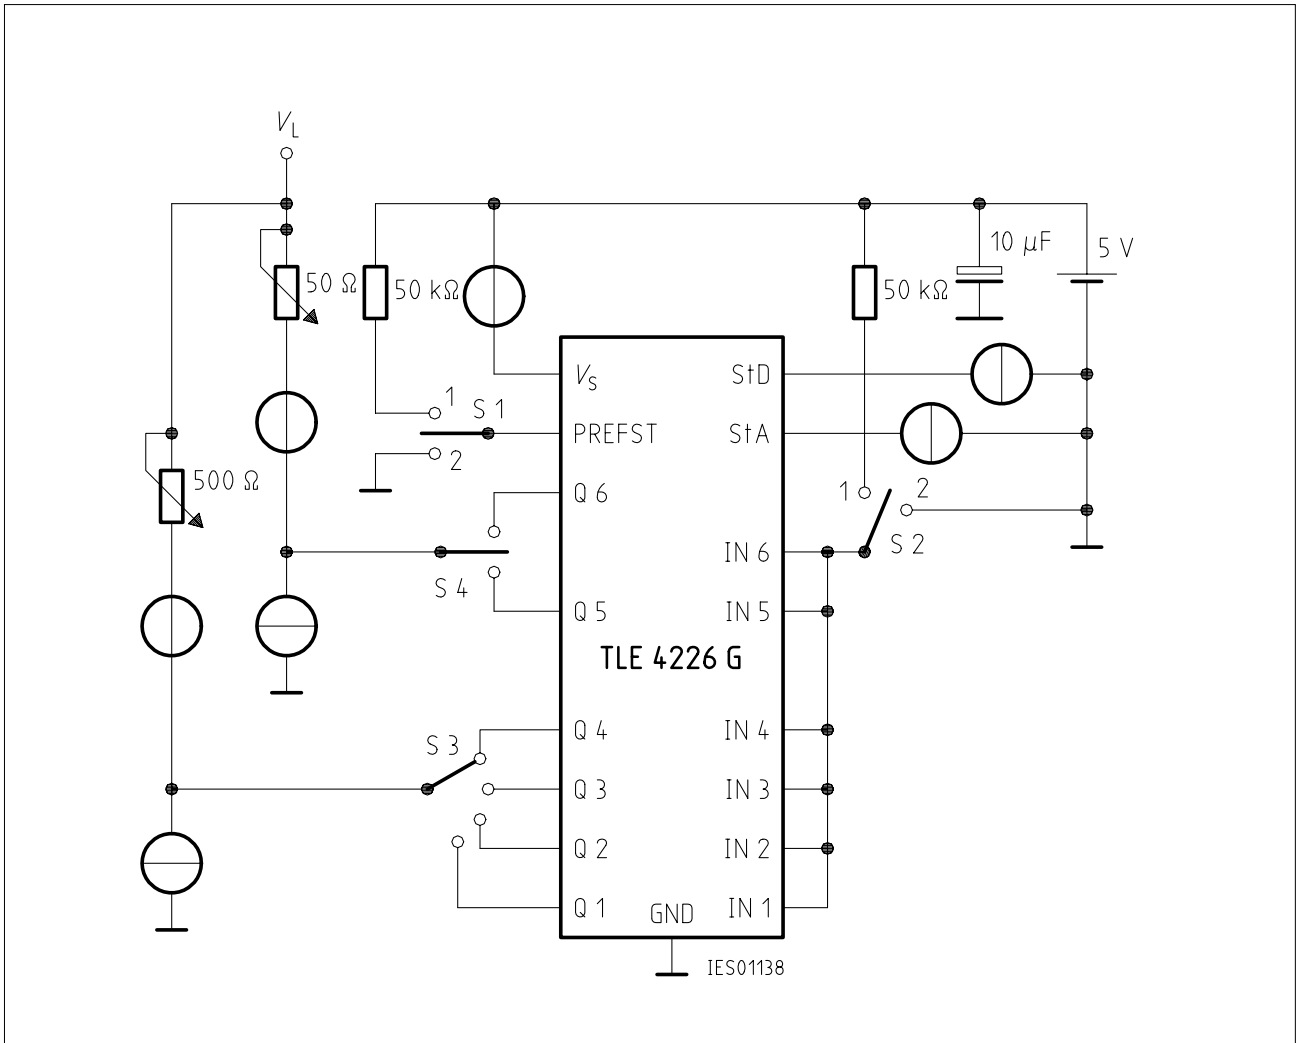 VL
10 µF
5 V
50 Ω
50 kΩ
50 kΩ
VS
StD
1
S 1
PREFST
StA
2
500 Ω
Q 6
1
2
S 2
IN 6
S 4
Q 5
IN 5
TLE 4226 G
Q 4
IN 4
S 3
Q 3
IN 3
Q 2
IN 2
Q 1
GND
IN 1
IES01138